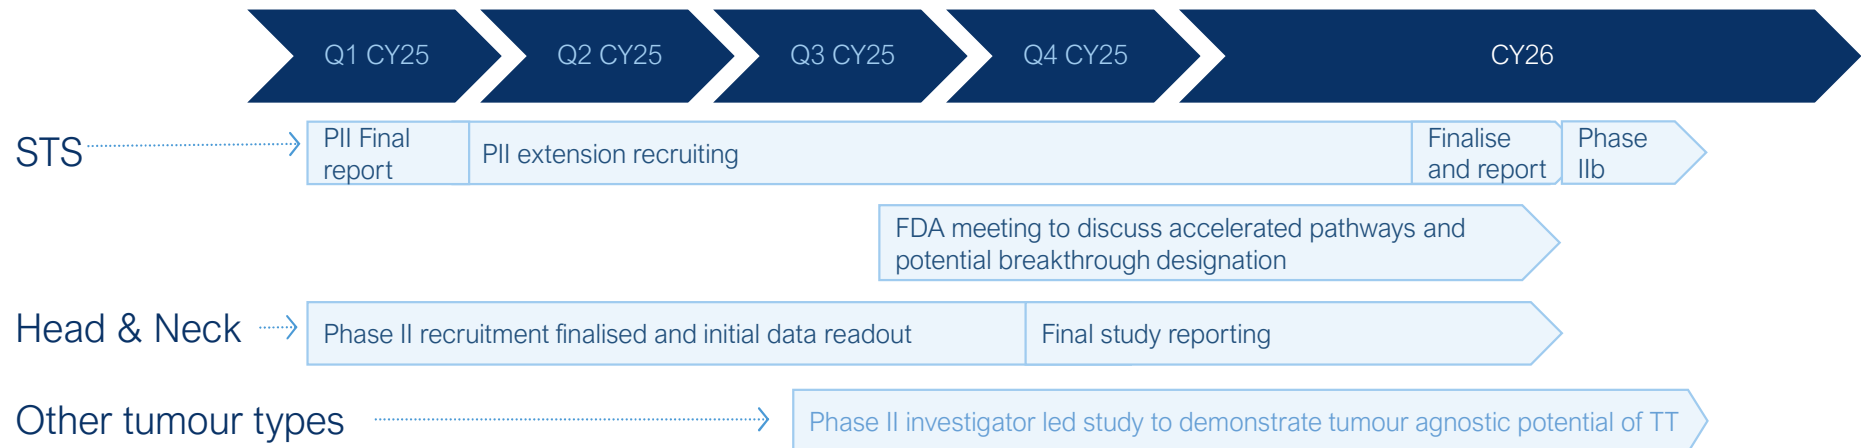 Q1 CY25
Q2 CY25
Q3 CY25
Q4 CY25
CY26
STS
PII Final
report
PII extension recruiting
Finalise
and report
Phase
IIb
FDA meeting to discuss accelerated pathways and
potential breakthrough designation
Head & Neck
Phase II recruitment finalised and initial data readout
Final study reporting
Other tumour types
Phase II investigator led study to demonstrate tumour agnostic potential of TT